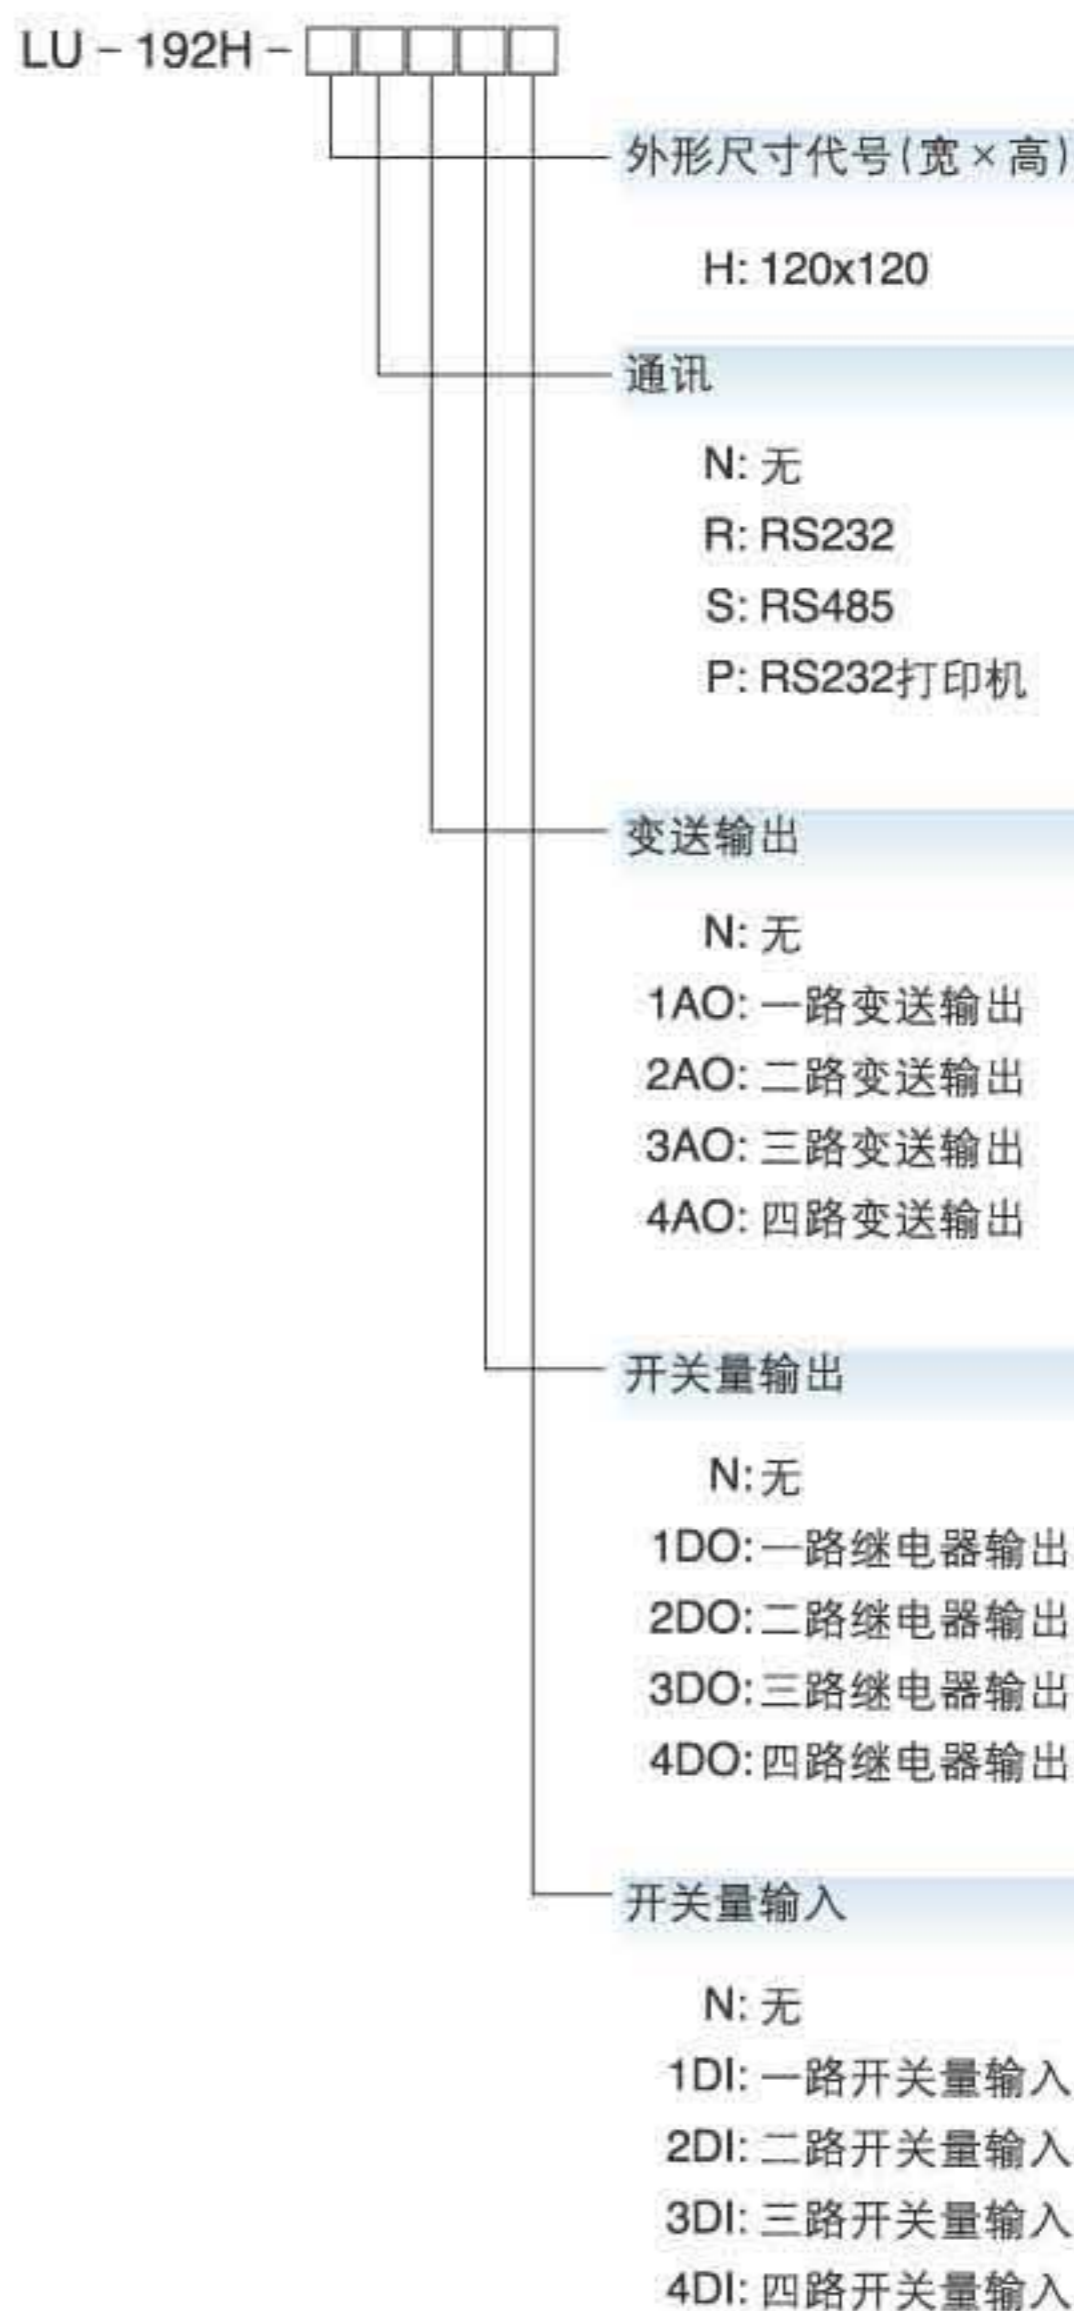 LU-192H-□□□□□
外形尺寸代号(宽×高)
H: 120x120
通讯
N: 无
R: RS232
S: RS485
P: RS232打印机
变送输出
N: 无
1AO: 一路变送输出
2AO: 二路变送输出
3AO: 三路变送输出
4AO: 四路变送输出
开关量输出
N:无
1DO:一路继电器输出
2DO:二路继电器输出
3DO:三路继电器输出
4DO:四路继电器输出
开关量输入
N: 无
1DI: 一路开关量输入
2DI: 二路开关量输入
3DI: 三路开关量输入
4DI: 四路开关量输入